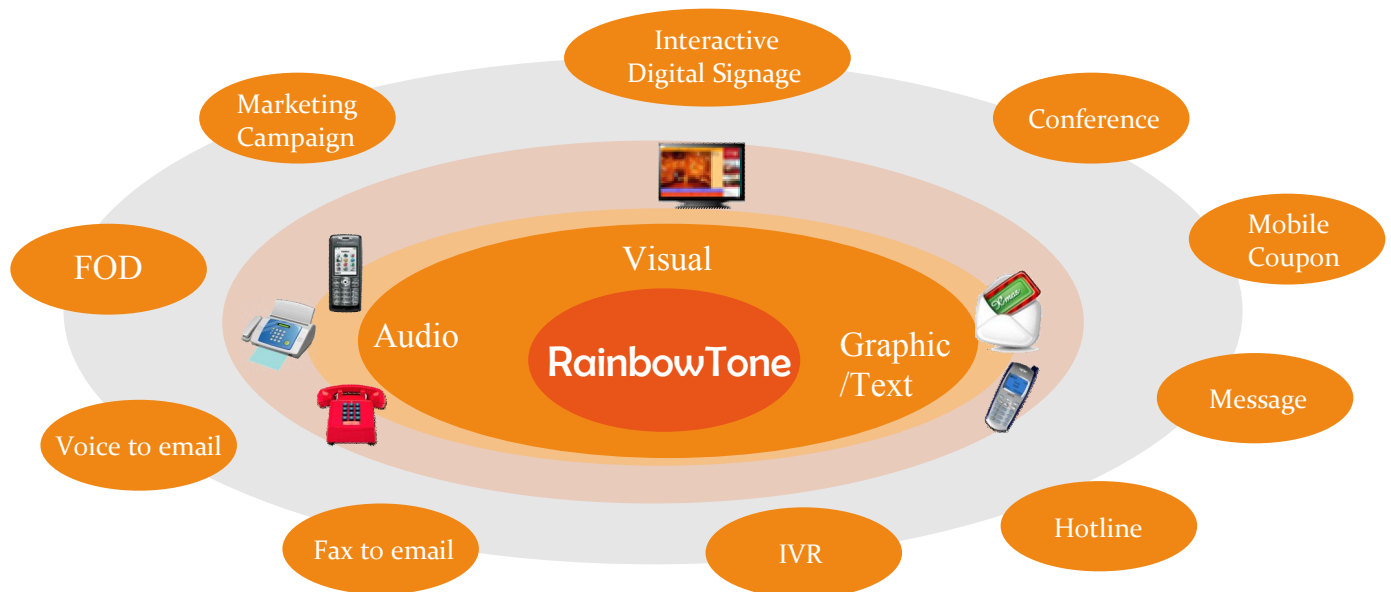 Interactive
Digital Signage
Marketing
Campaign
Conference
Mobile
Coupon
FOD
Visual
Audio
RainbowTone
Graphic
/Text
Xmas
Message
Voice to email
Hotline
Fax to email
IVR